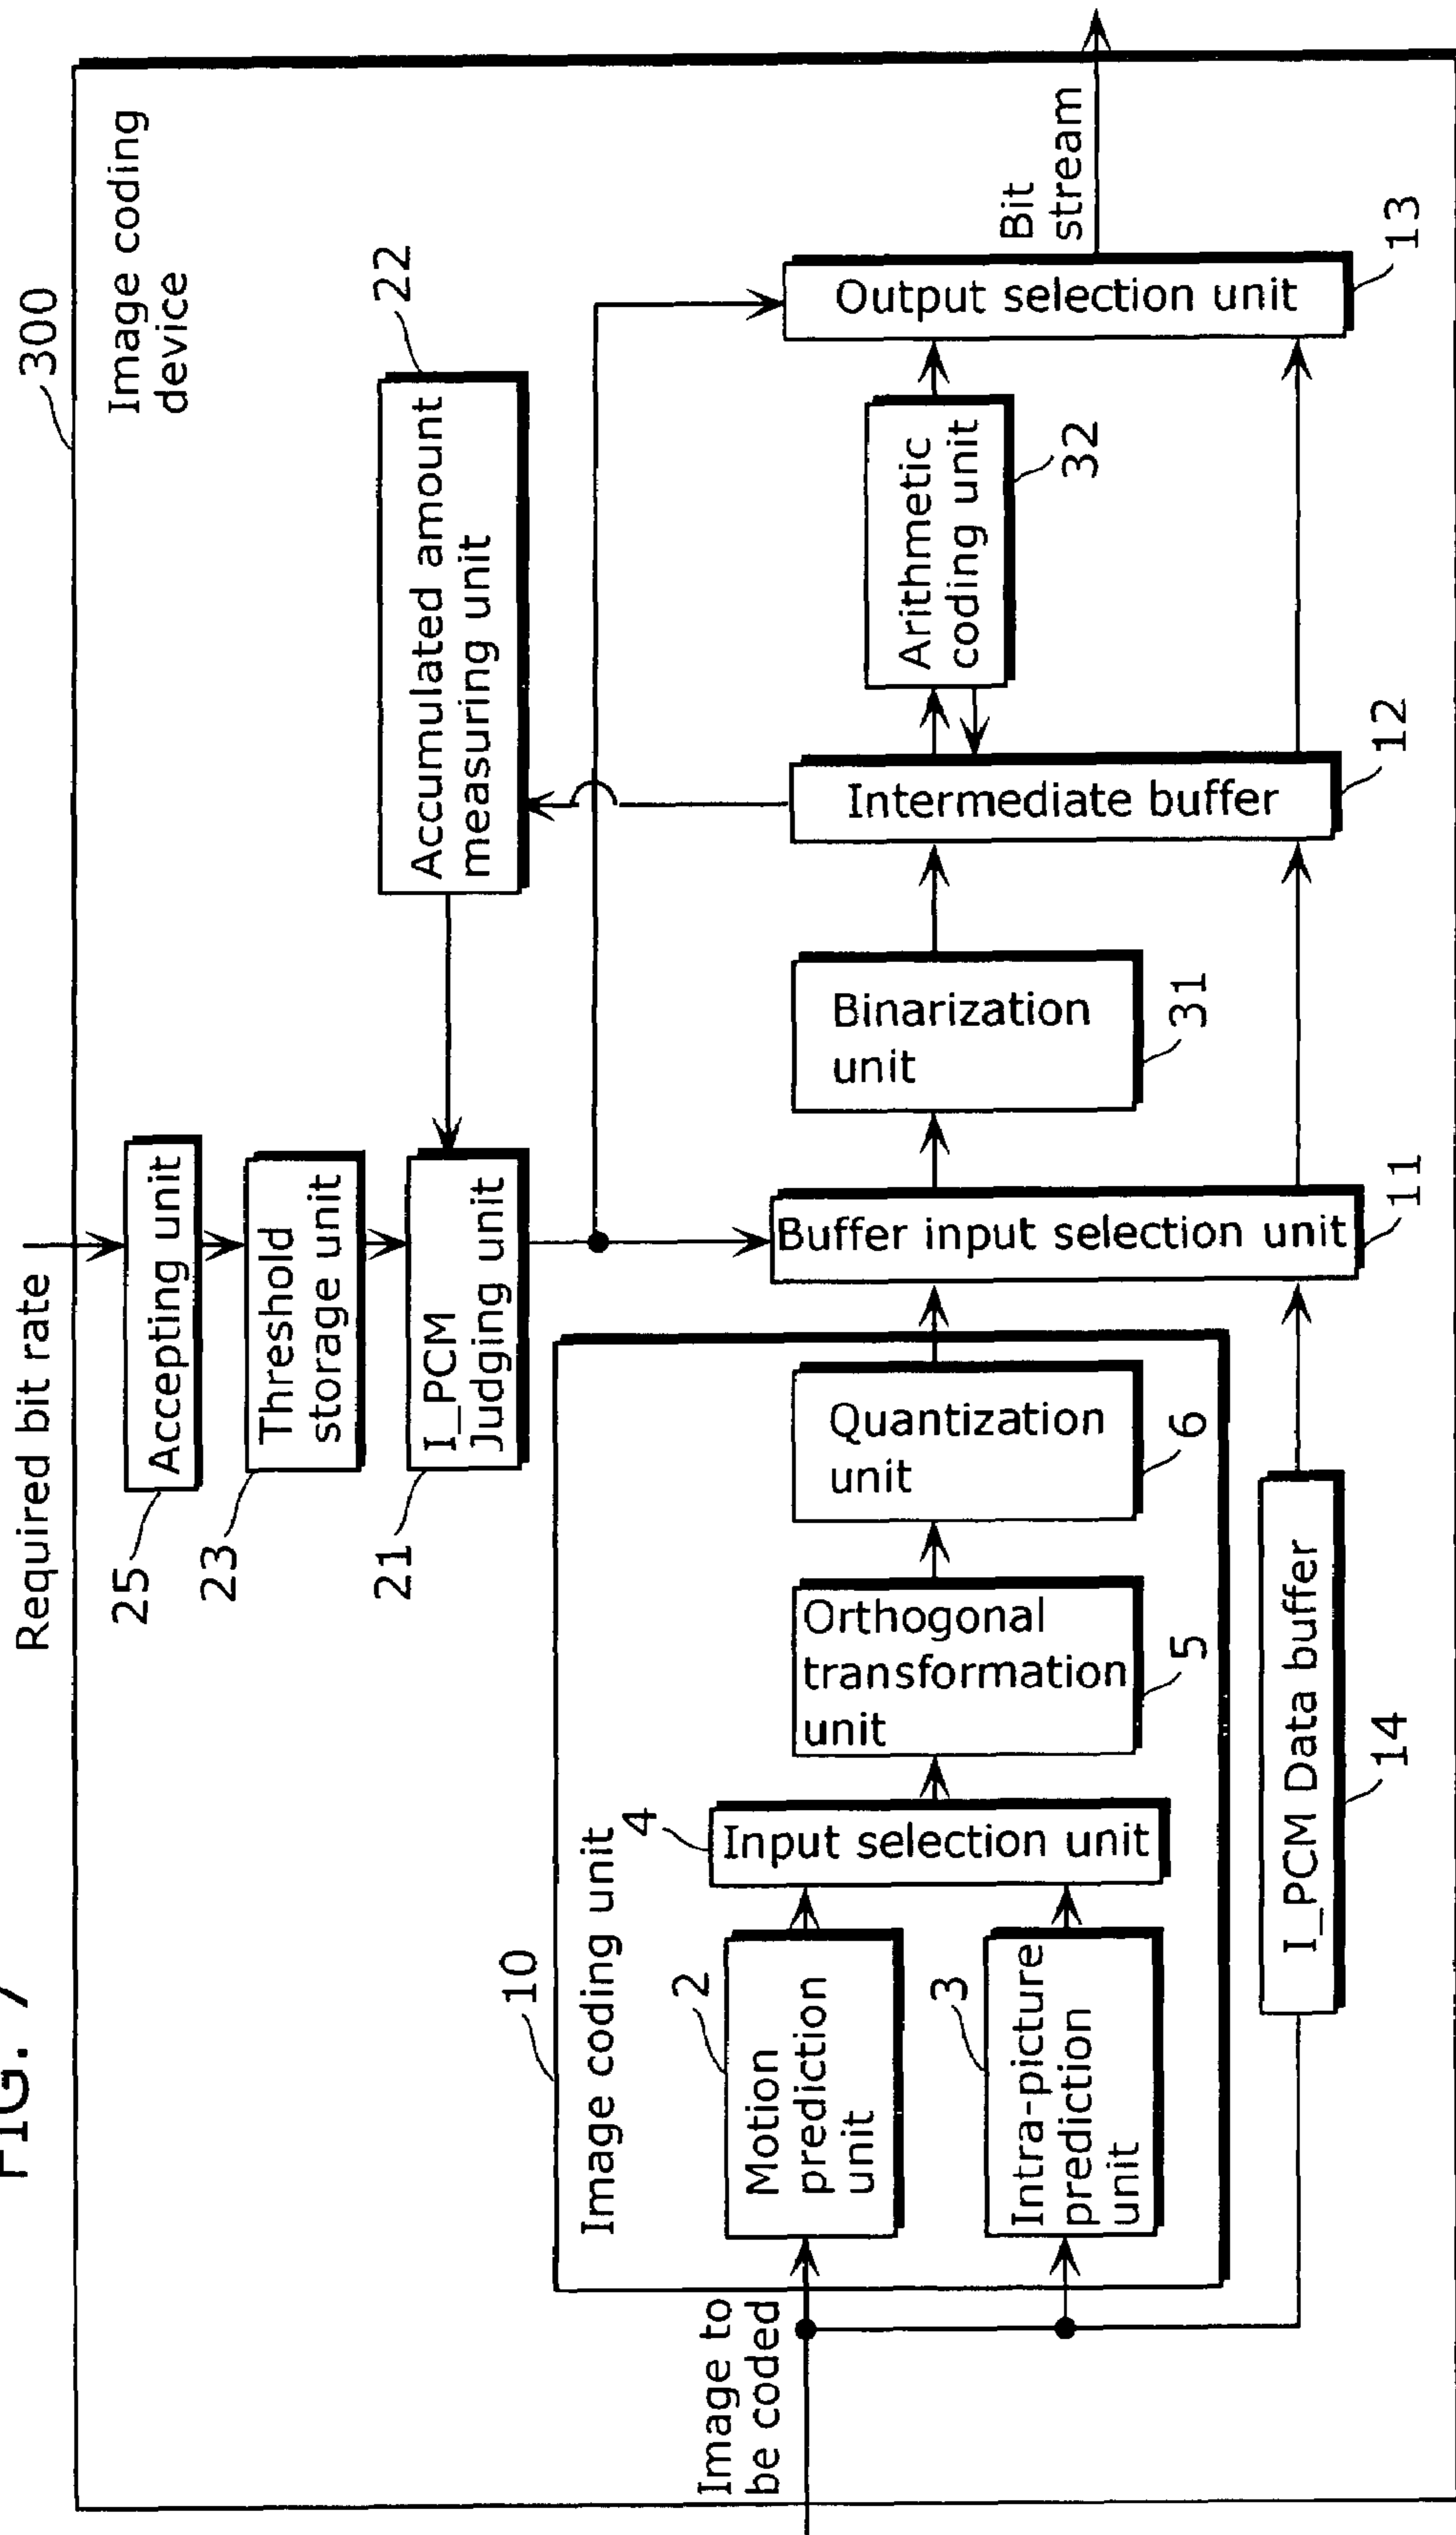 FIG. 7
300
Image coding
device
Required bit rate
Accepting unit
25
Threshold
storage unit
23
I_PCM
Judging unit
21
Accumulated amount
measuring unit
22
Image coding unit
10
Image to
be coded
Motion
prediction
unit
2
Intra-picture
prediction
unit
3
Input selection unit
4
Orthogonal
transformation
unit
5
Quantization
unit
6
Buffer input selection unit
11
Binarization
unit
31
Intermediate buffer
12
Arithmetic
coding unit
32
Output selection unit
13
Bit
stream
I_PCM Data buffer
14